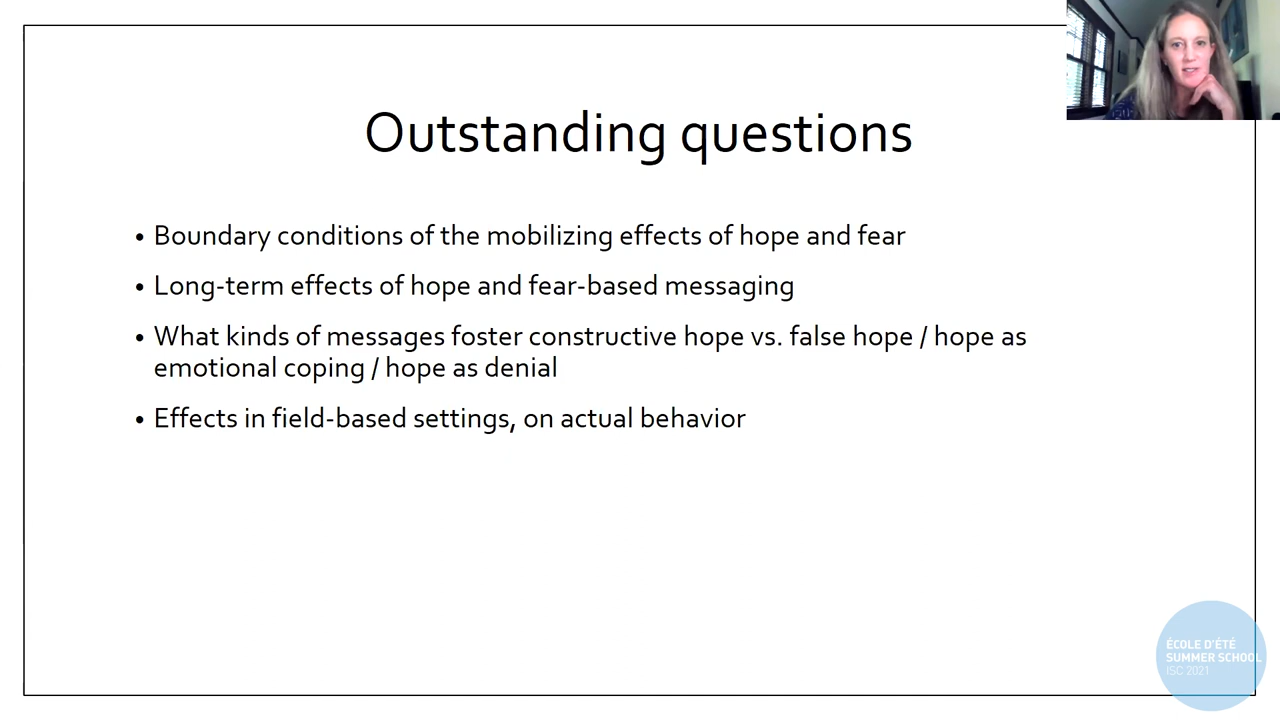 Outstanding questions
• Boundary conditions of the mobilizing effects of hope and fear
• Long-term effects of hope and fear-based messaging
• What kinds of messages foster constructive hope vs. false hope / hope as
emotional coping / hope as denial
• Effects in field-based settings, on actual behavior
ÉCOLE D'ÉTÉ
SUMMER SCHOOL
ISC 2021